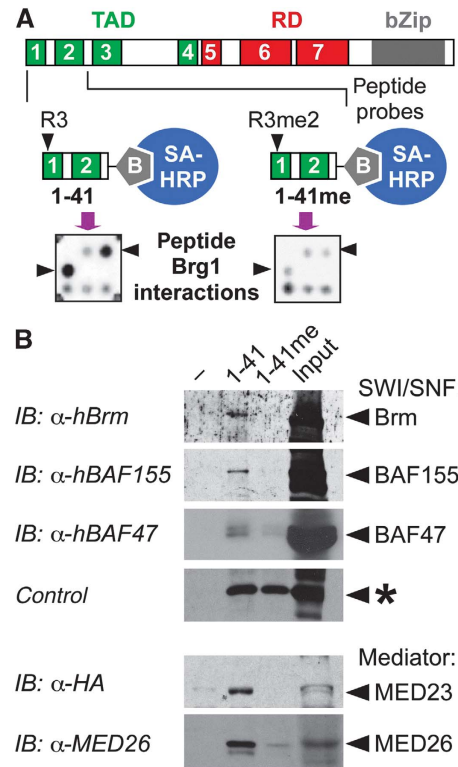 A
TAD RD bZip
1 2 3 4 5 6 7
Peptide
probes
R3 R3me2
1 2 B SA-
HRP
1 2 B SA-
HRP
1-41 1-41me
Peptide
Brg1
interactions
B
– 1-41 1-41me Input
SWI/SNF
IB: α-hBrm Brm
IB: α-hBAF155 BAF155
IB: α-hBAF47 BAF47
Control *
Mediator:
IB: α-HA MED23
IB: α-MED26 MED26